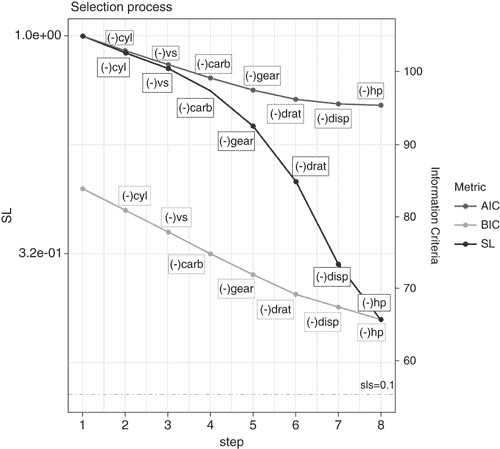 Selection process
1.0e+00
3.2e-01
SL
(-)cyl
(-)vs
(-)carb
(-)gear
(-)drat
(-)disp
(-)hp
(-)cyl
(-)vs
(-)carb
(-)gear
(-)drat
(-)disp
(-)hp
(-)cyl
(-)vs
(-)carb
(-)gear
(-)drat
(-)disp
(-)hp
sls=0.1
100
90
80
70
60
Information Criteria
Metric
AIC
BIC
SL
1 2 3 4 5 6 7 8
step